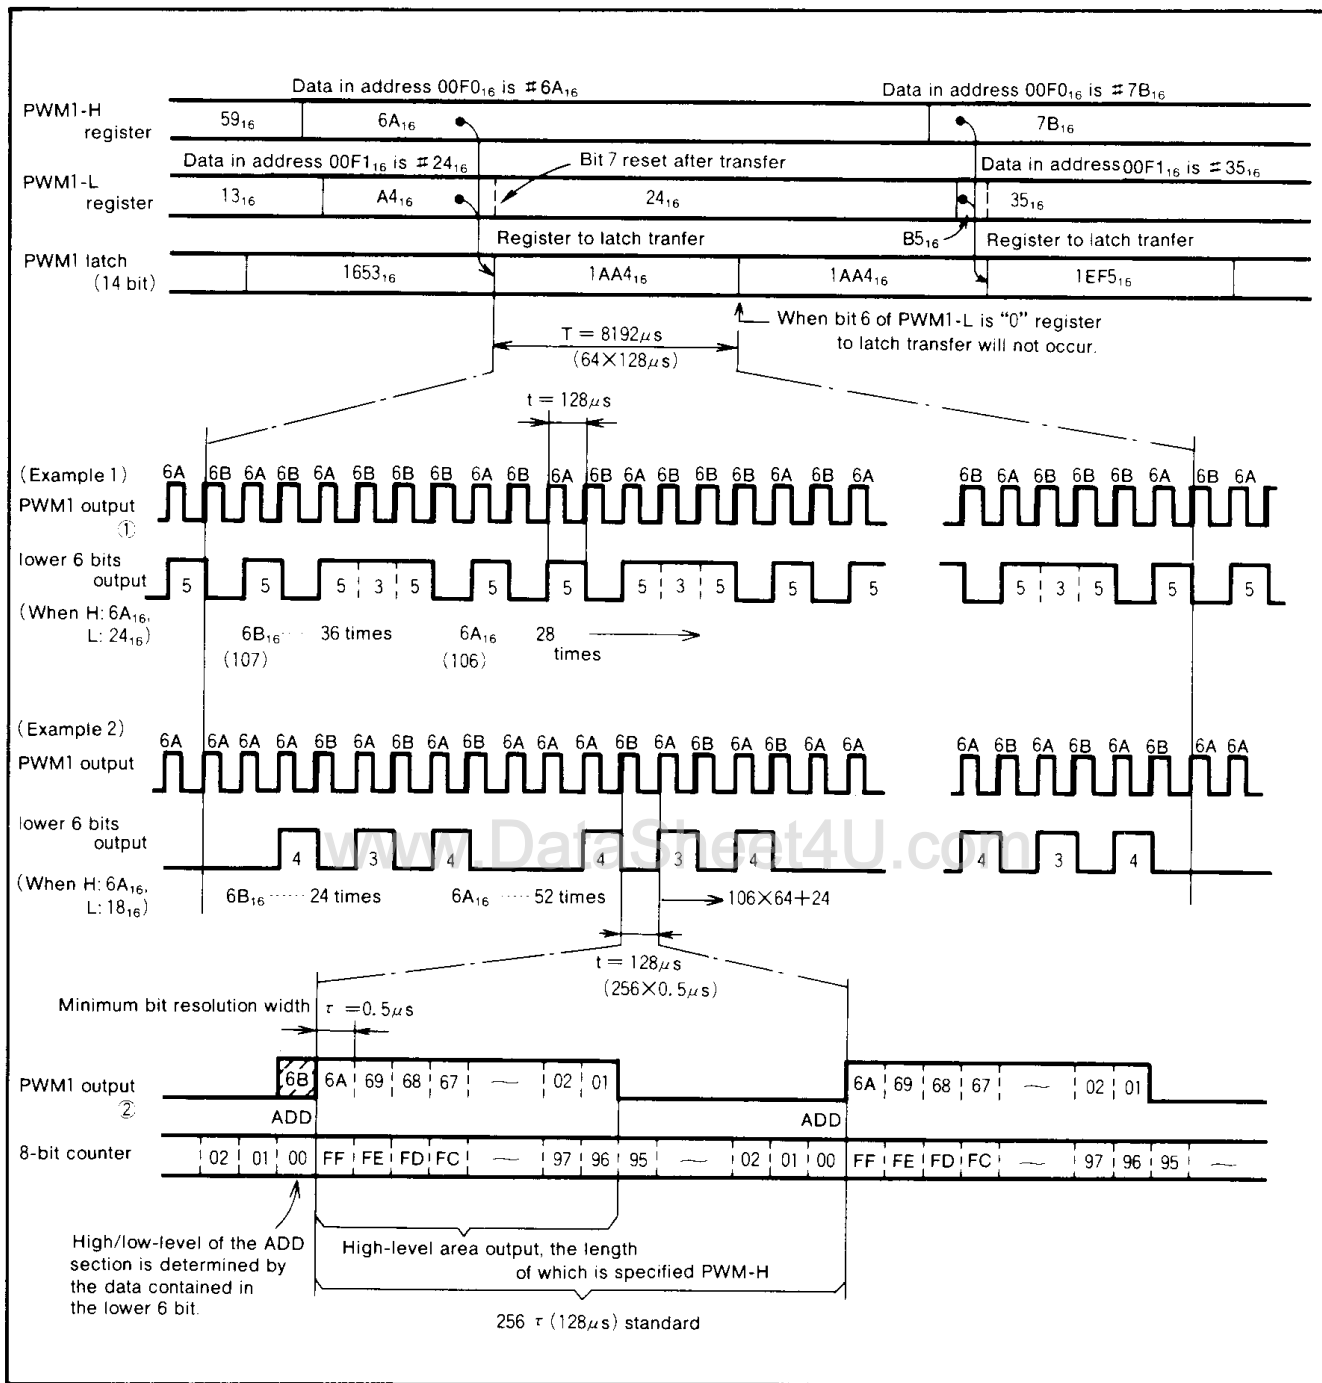 Data in address 00F0₁₆ is #6A₁₆ Data in address 00F0₁₆ is #7B₁₆
PWM1-H register 59₁₆ 6A₁₆ 7B₁₆
Data in address 00F1₁₆ is #24₁₆ Bit 7 reset after transfer Data in address 00F1₁₆ is #35₁₆
PWM1-L register 13₁₆ A4₁₆ 24₁₆ 35₁₆
Register to latch tranfer B5₁₆ Register to latch tranfer
PWM1 latch (14 bit) 1653₁₆ 1AA4₁₆ 1AA4₁₆ 1EF5₁₆
When bit 6 of PWM1-L is "0" register
to latch transfer will not occur.
T = 8192μs
(64×128μs)
t = 128μs
(Example 1) 6A 6B 6A 6B 6A 6B 6B 6B 6A 6B 6A 6B 6A 6B 6B 6B 6A 6B 6A 6A 6B 6B 6B 6A 6B 6A
PWM1 output
①
lower 6 bits
output 5 5 5 3 5 5 5 5 3 5 5 5 5 3 5 5 5
(When H: 6A₁₆,
L: 24₁₆)
6B₁₆ ····· 36 times 6A₁₆ 28
(107) (106) times
(Example 2)
6A 6A 6A 6A 6B 6A 6B 6A 6B 6A 6A 6A 6B 6A 6B 6A 6B 6A 6A 6A 6B 6A 6B 6A 6B 6A 6A
PWM1 output
lower 6 bits
output 4 3 4 4 3 4 4 3 4
www.DataSheet4U.com
(When H: 6A₁₆,
L: 18₁₆)
6B₁₆ ····· 24 times 6A₁₆ ····· 52 times 106×64+24
t = 128μs
(256×0.5μs)
Minimum bit resolution width τ =0.5μs
PWM1 output 6B 6A 69 68 67 — 02 01 6A 69 68 67 — 02 01
②
ADD ADD
8-bit counter 02 01 00 FF FE FD FC — 97 96 95 — 02 01 00 FF FE FD FC — 97 96 95 —
High/low-level of the ADD
section is determined by
the data contained in
the lower 6 bit.
High-level area output, the length
of which is specified PWM-H
256 τ (128μs) standard